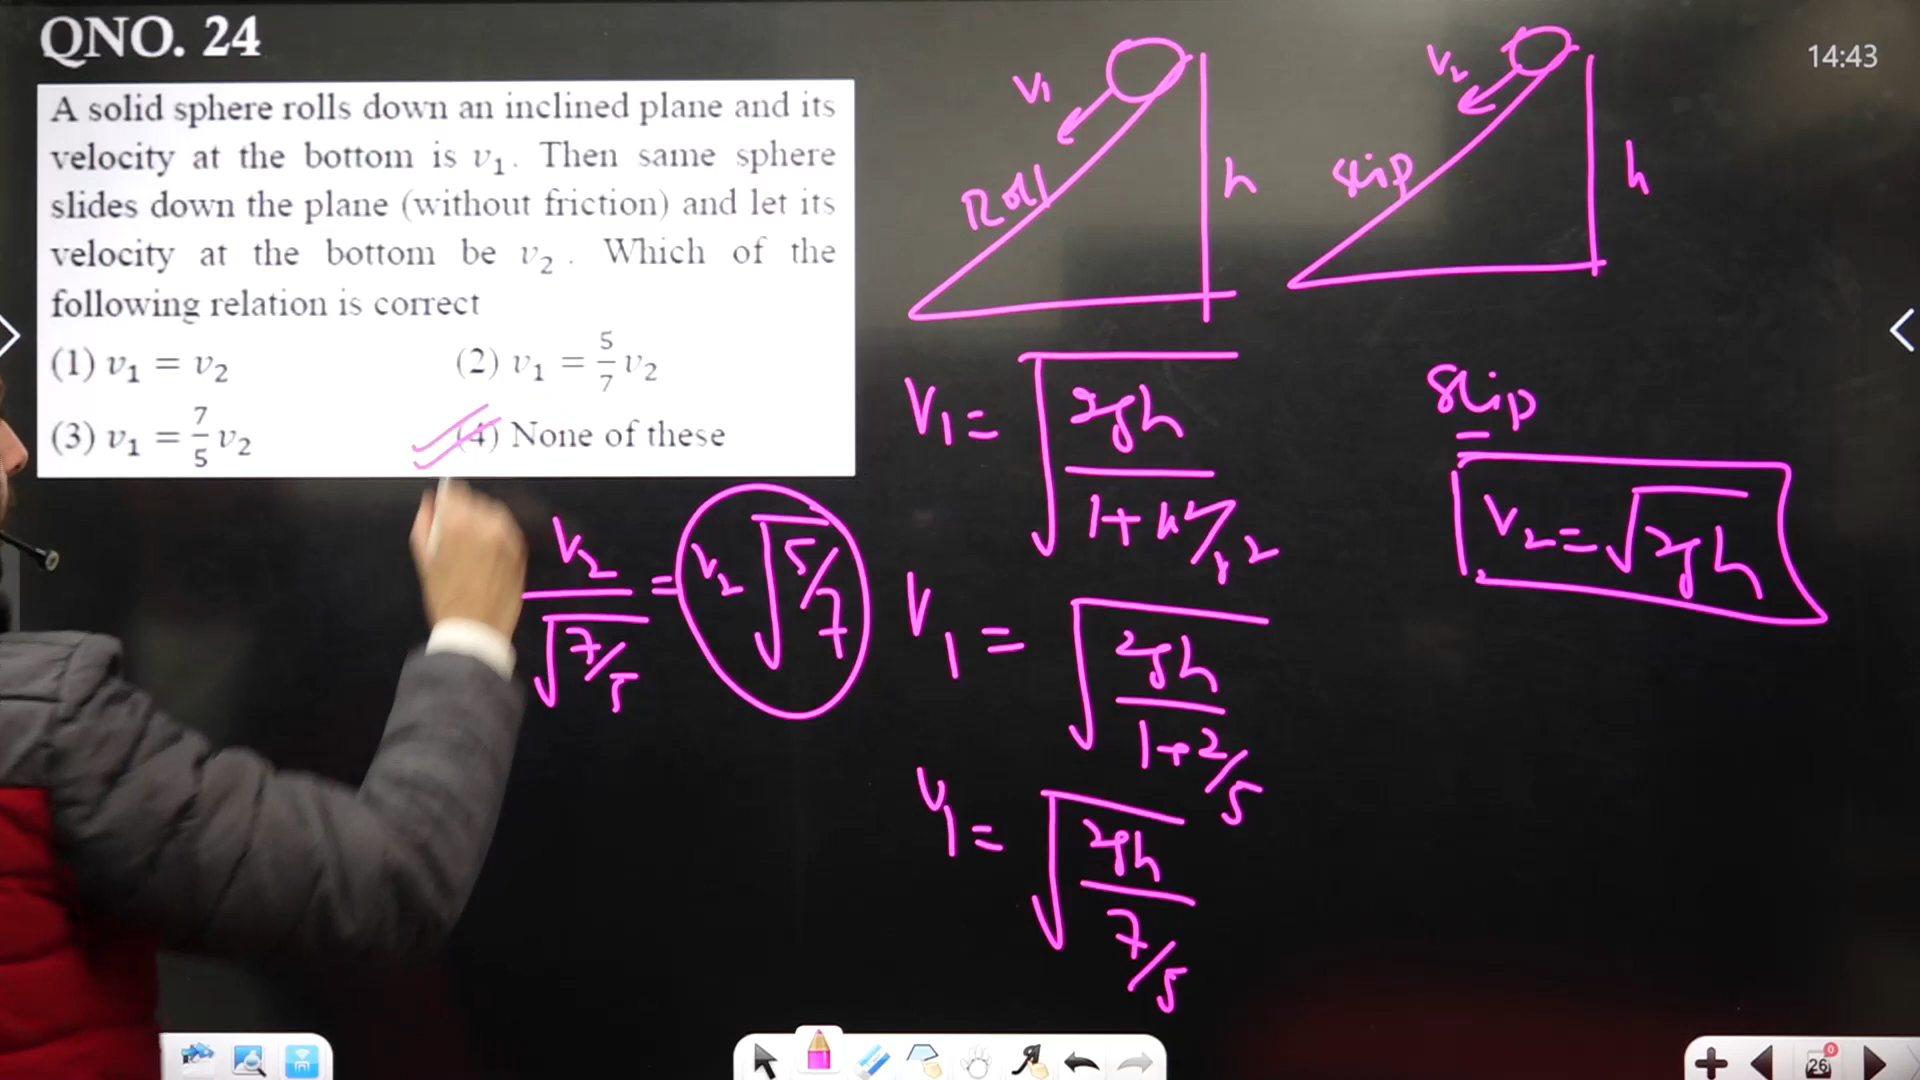 QNO. 24
14:43
A solid sphere rolls down an inclined plane and its
velocity at the bottom is v₁. Then same sphere
slides down the plane (without friction) and let its
velocity at the bottom be v₂. Which of the
following relation is correct
(1) v₁ = v₂ (2) v₁ = 5/7 v₂
(3) v₁ = 7/5 v₂ (4) None of these
V₁
Roll
h
V₂
slip
h
V₁ = √(2gh / (1+k²/r²))
V₁ = √(2gh / (1+2/5))
V₁ = √(2gh / (7/5))
V₂ / √(7/5) = V₂ √(5/7)
slip
V₂ = √2gh
26
0